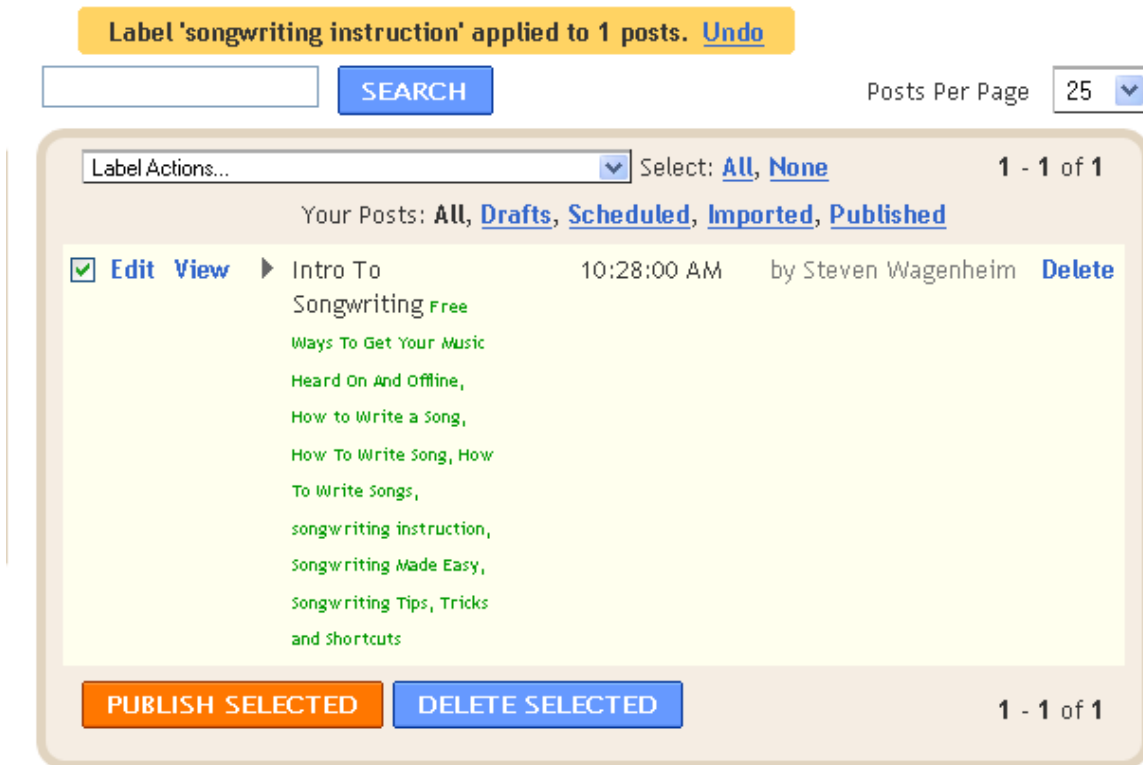 Label 'songwriting instruction' applied to 1 posts. Undo
SEARCH Posts Per Page 25
Label Actions... Select: All, None 1 - 1 of 1
Your Posts: All, Drafts, Scheduled, Imported, Published
Edit View Intro To 10:28:00 AM by Steven Wagenheim Delete
Songwriting Free
Ways To Get Your Music
Heard On And Offline,
How to Write a Song,
How To Write Song, How
To Write Songs,
songwriting instruction,
Songwriting Made Easy,
Songwriting Tips, Tricks
and Shortcuts
PUBLISH SELECTED DELETE SELECTED 1 - 1 of 1